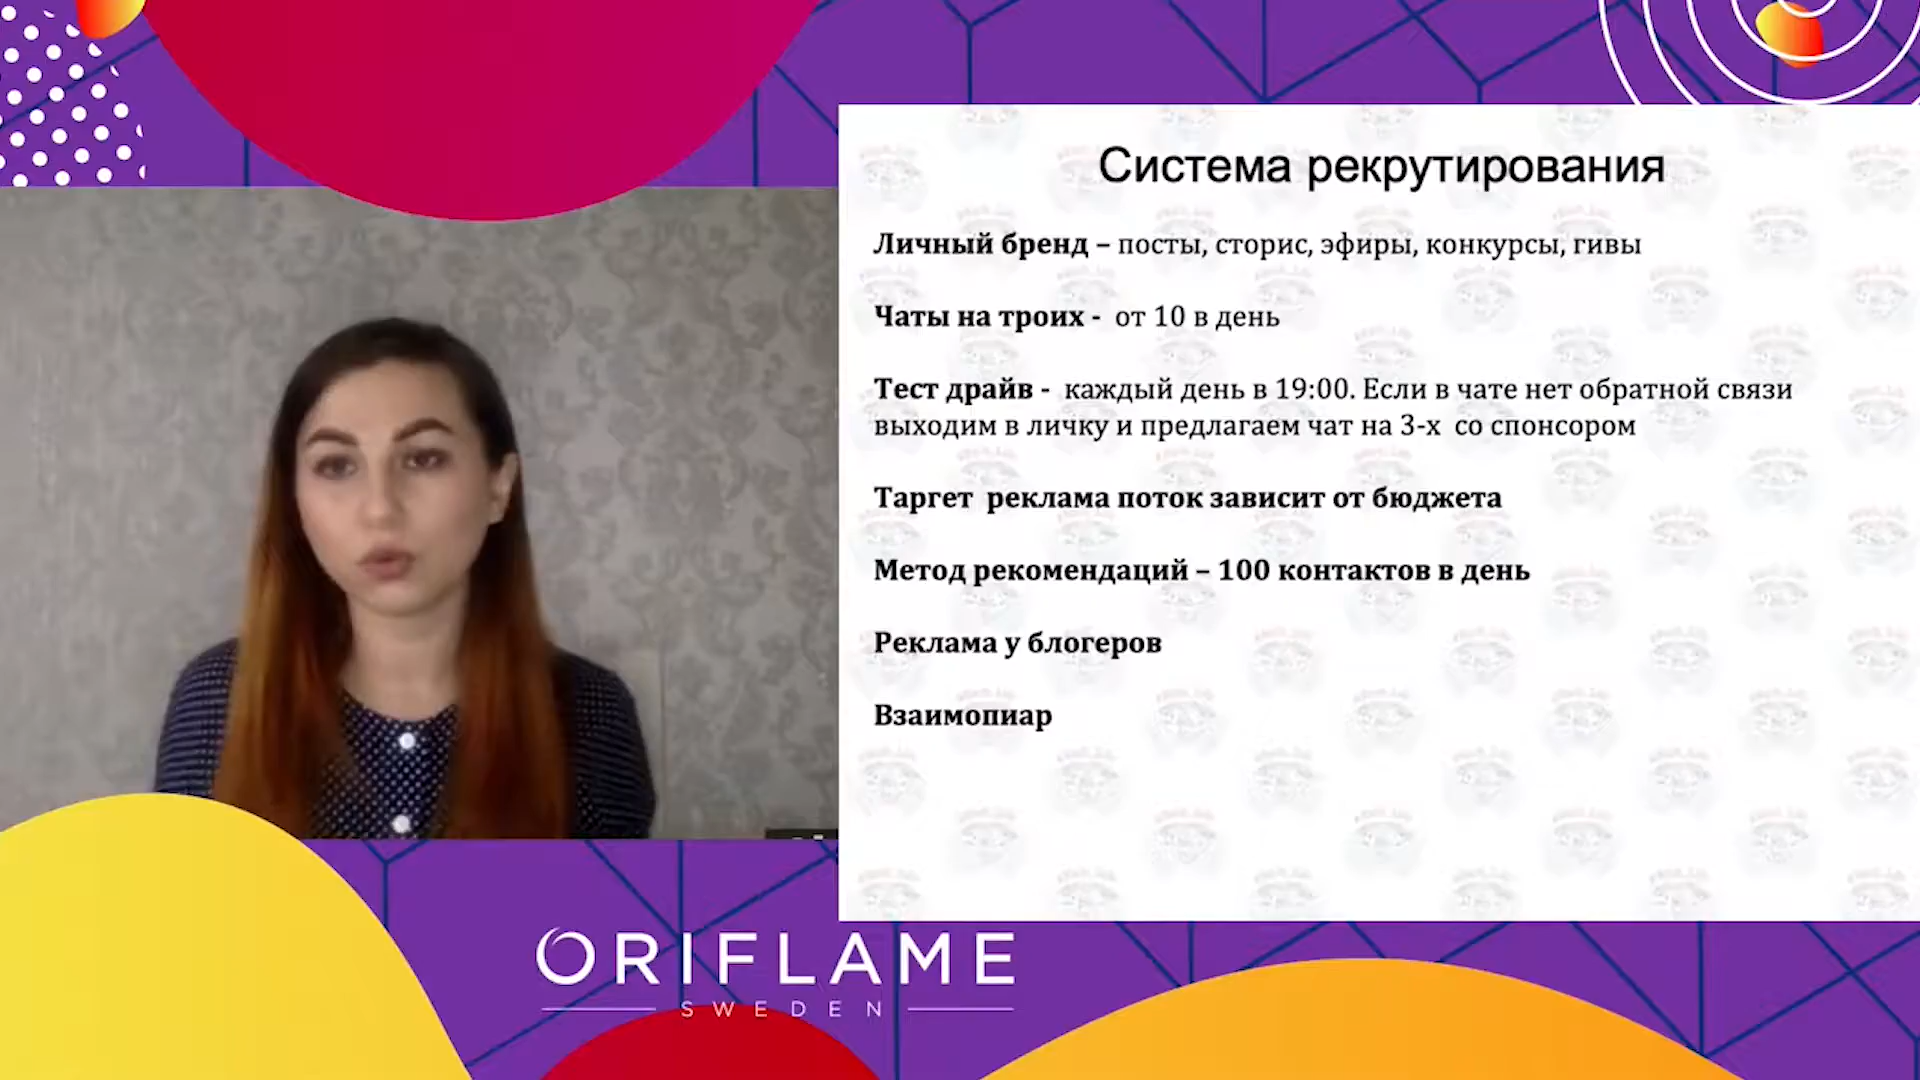 Система рекрутирования
Личный бренд – посты, сторис, эфиры, конкурсы, гивы
Чаты на троих -  от 10 в день
Тест драйв -  каждый день в 19:00. Если в чате нет обратной связи
выходим в личку и предлагаем чат на 3-х  со спонсором
Таргет  реклама поток зависит от бюджета
Метод рекомендаций – 100 контактов в день
Реклама у блогеров
Взаимопиар
ORIFLAME
SWEDEN